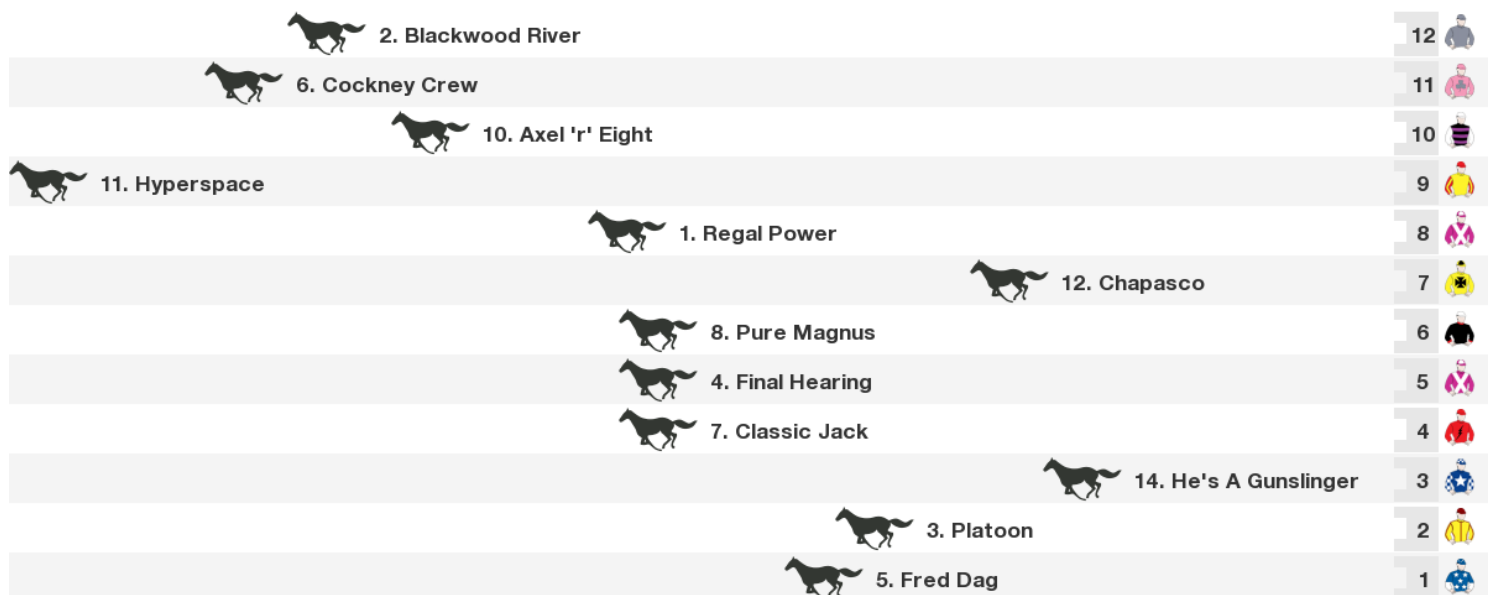 2. Blackwood River 12
6. Cockney Crew 11
10. Axel 'r' Eight 10
11. Hyperspace 9
1. Regal Power 8
12. Chapasco 7
8. Pure Magnus 6
4. Final Hearing 5
7. Classic Jack 4
14. He's A Gunslinger 3
3. Platoon 2
5. Fred Dag 1